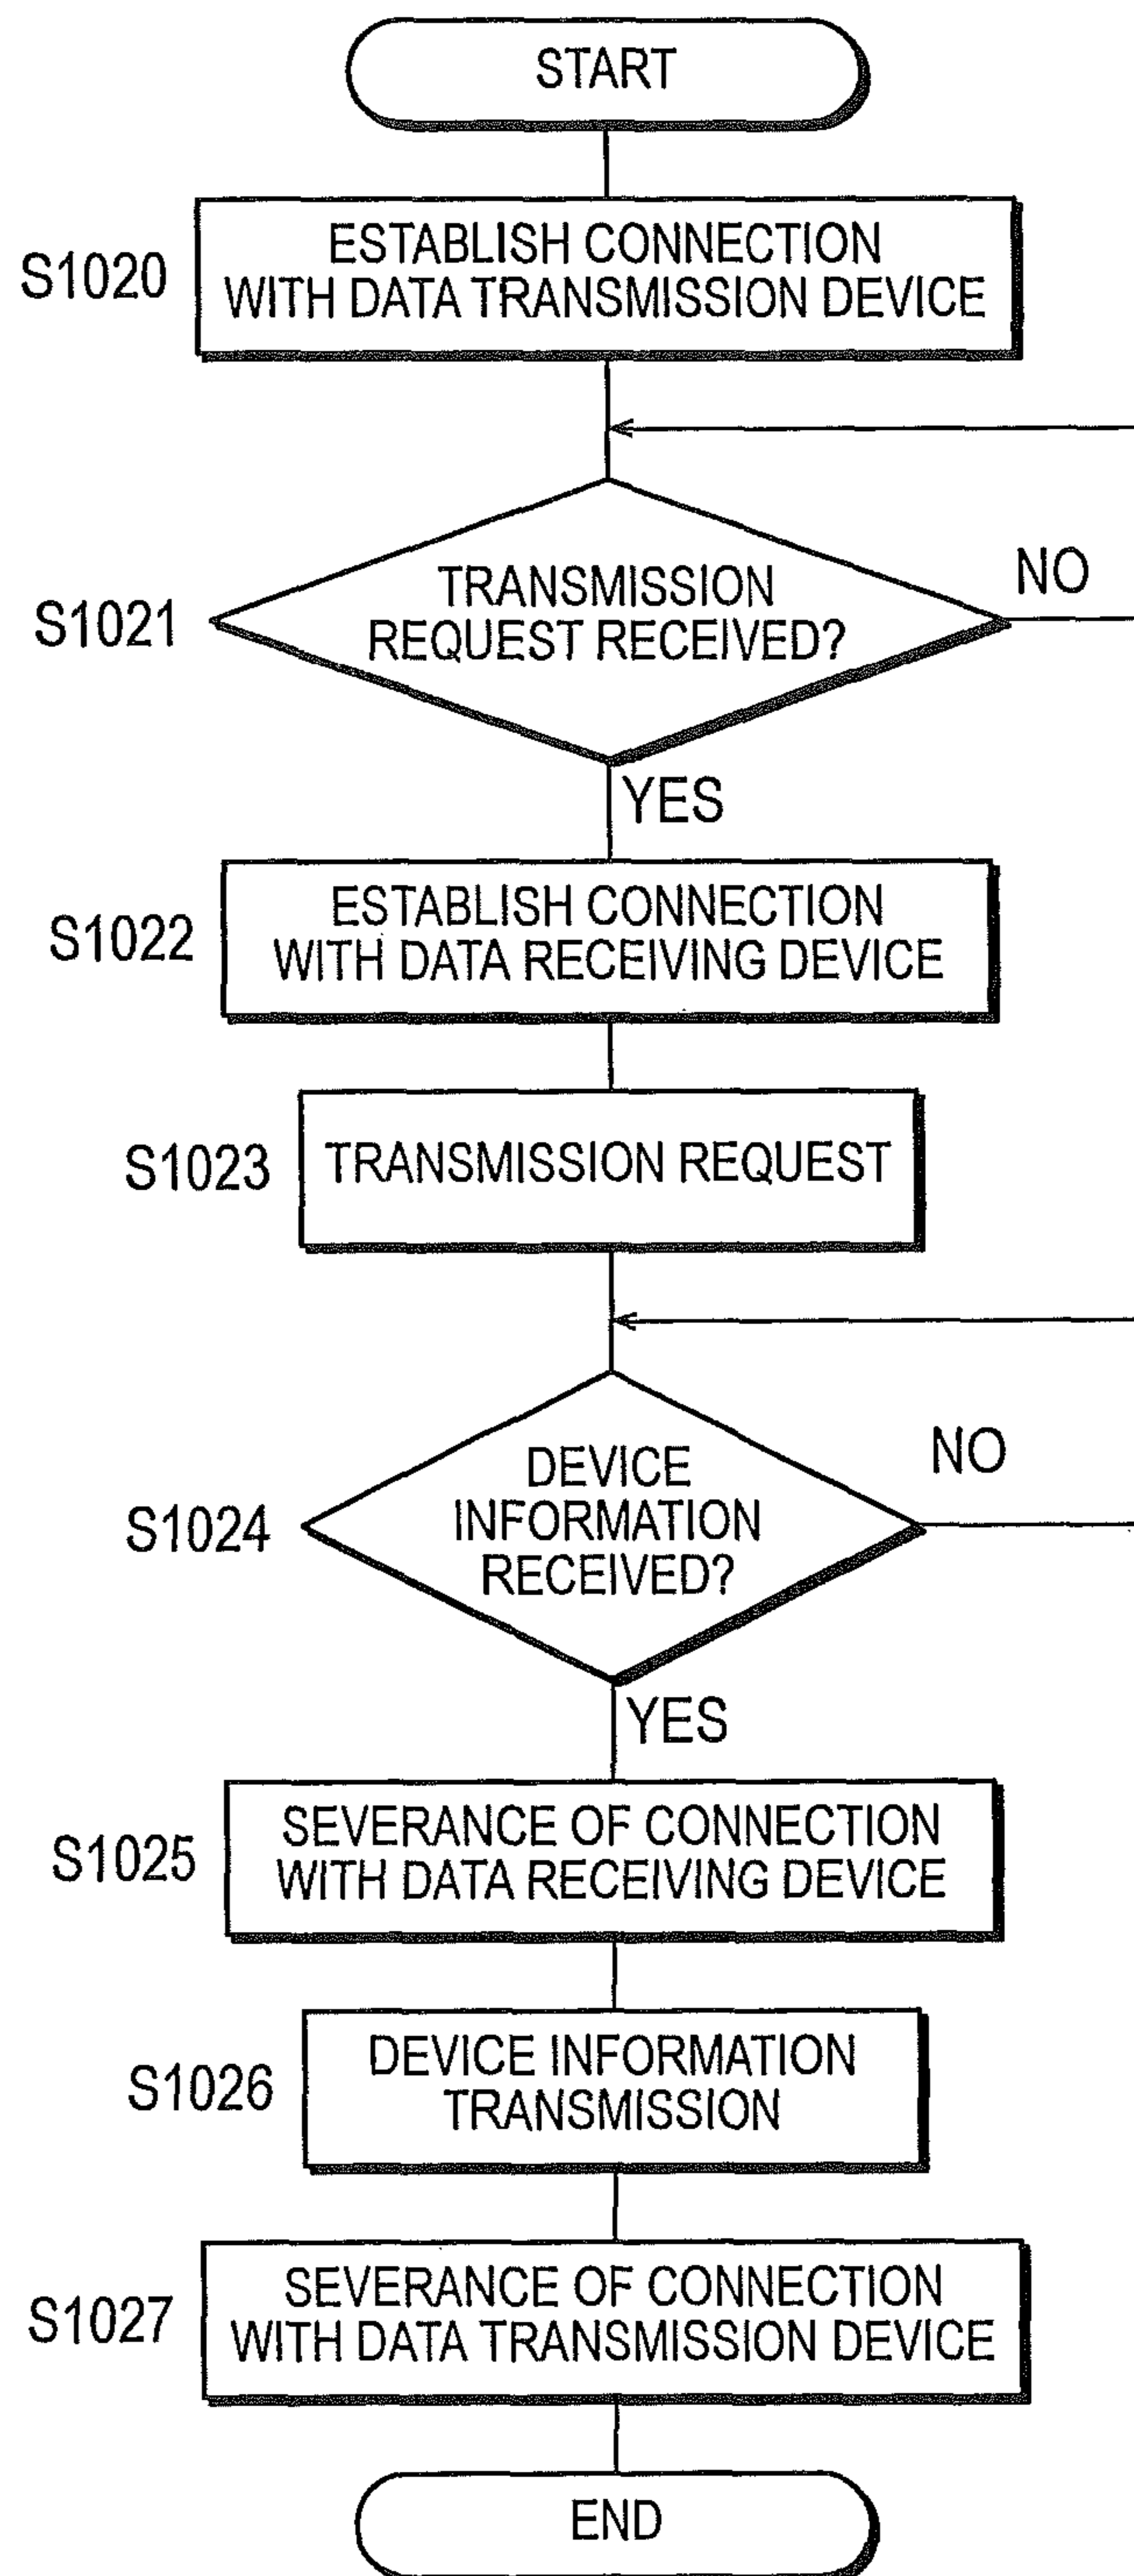 START
S1020
ESTABLISH CONNECTION
WITH DATA TRANSMISSION DEVICE
S1021
TRANSMISSION
REQUEST RECEIVED?
NO
YES
S1022
ESTABLISH CONNECTION
WITH DATA RECEIVING DEVICE
S1023
TRANSMISSION REQUEST
S1024
DEVICE
INFORMATION
RECEIVED?
NO
YES
S1025
SEVERANCE OF CONNECTION
WITH DATA RECEIVING DEVICE
S1026
DEVICE INFORMATION
TRANSMISSION
S1027
SEVERANCE OF CONNECTION
WITH DATA TRANSMISSION DEVICE
END